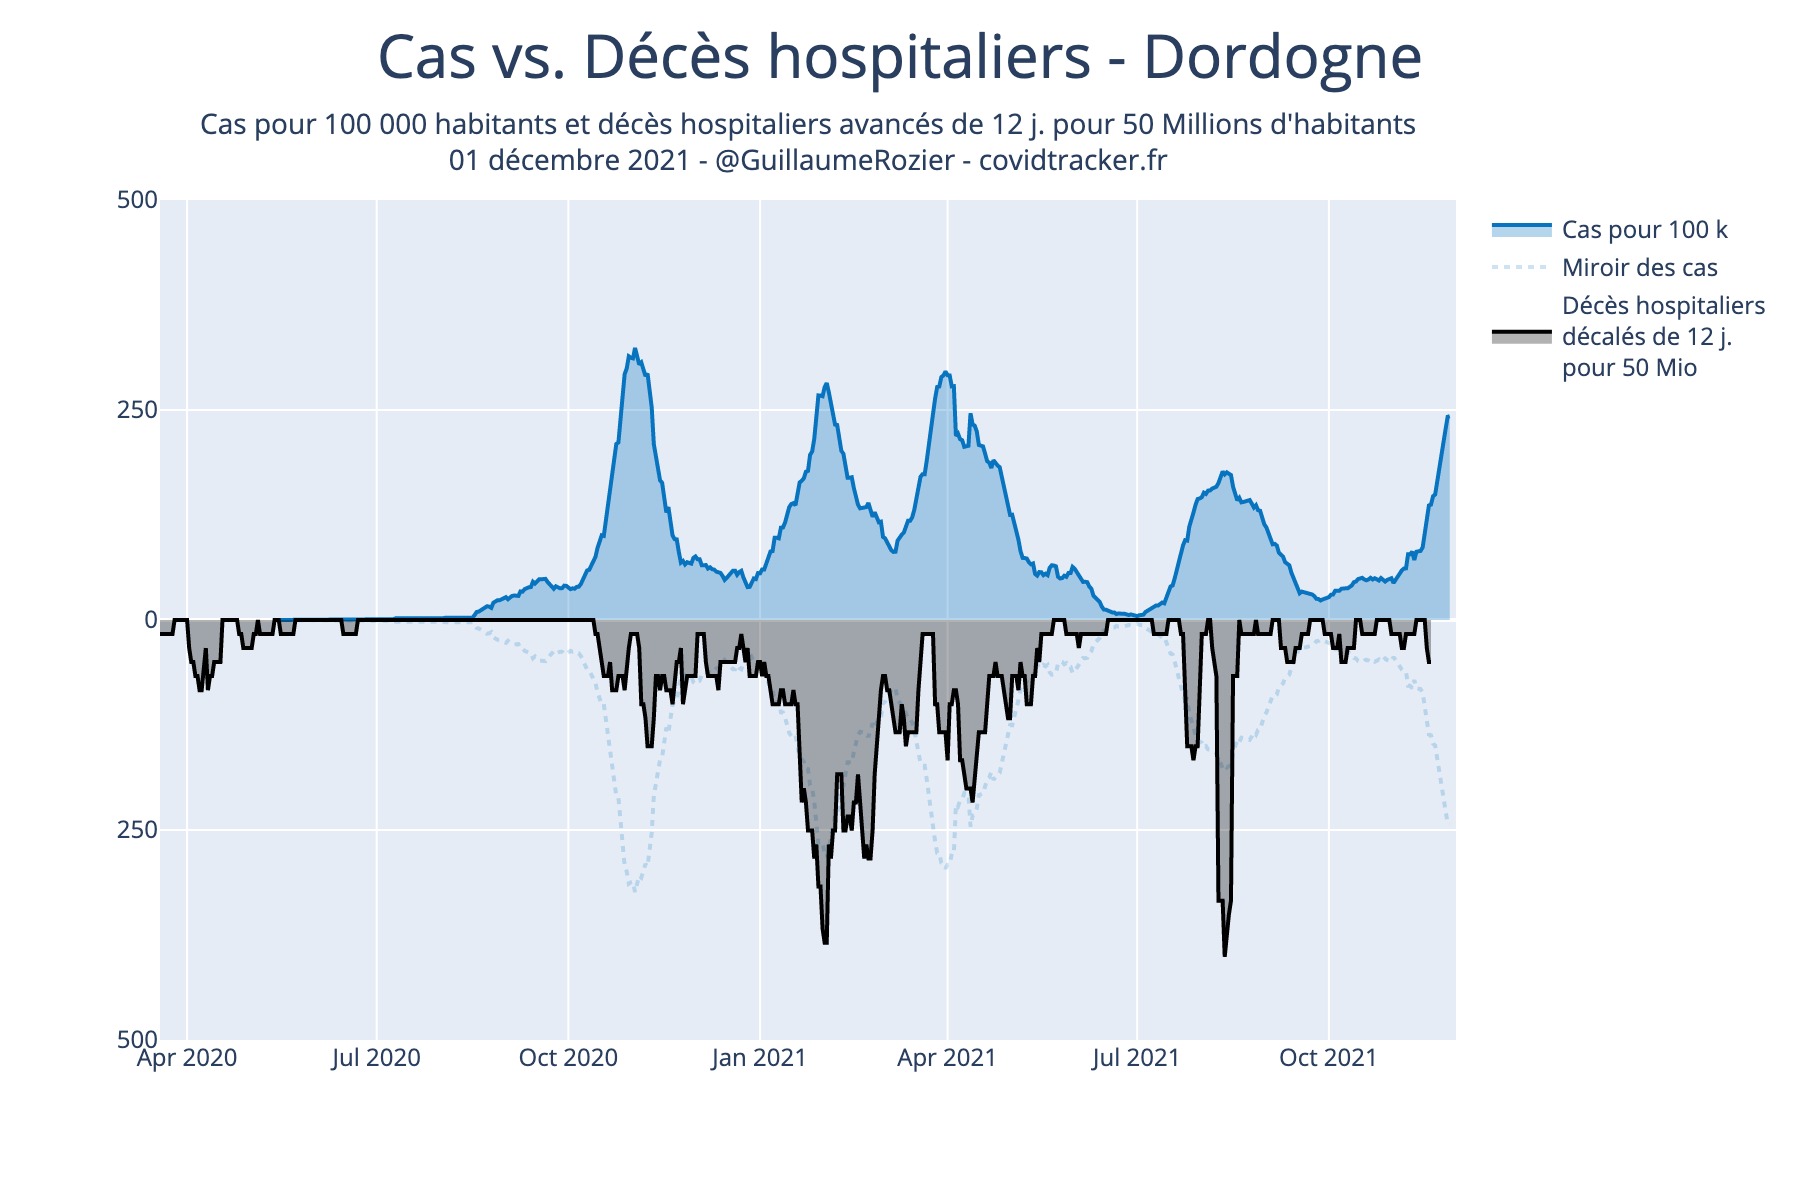 Cas vs. Décès hospitaliers - Dordogne
Cas pour 100 000 habitants et décès hospitaliers avancés de 12 j. pour 50 Millions d'habitants
01 décembre 2021 - @GuillaumeRozier - covidtracker.fr
500
250
0
250
500
Apr 2020
Jul 2020
Oct 2020
Jan 2021
Apr 2021
Jul 2021
Oct 2021
Cas pour 100 k
Miroir des cas
Décès hospitaliers
décalés de 12 j.
pour 50 Mio